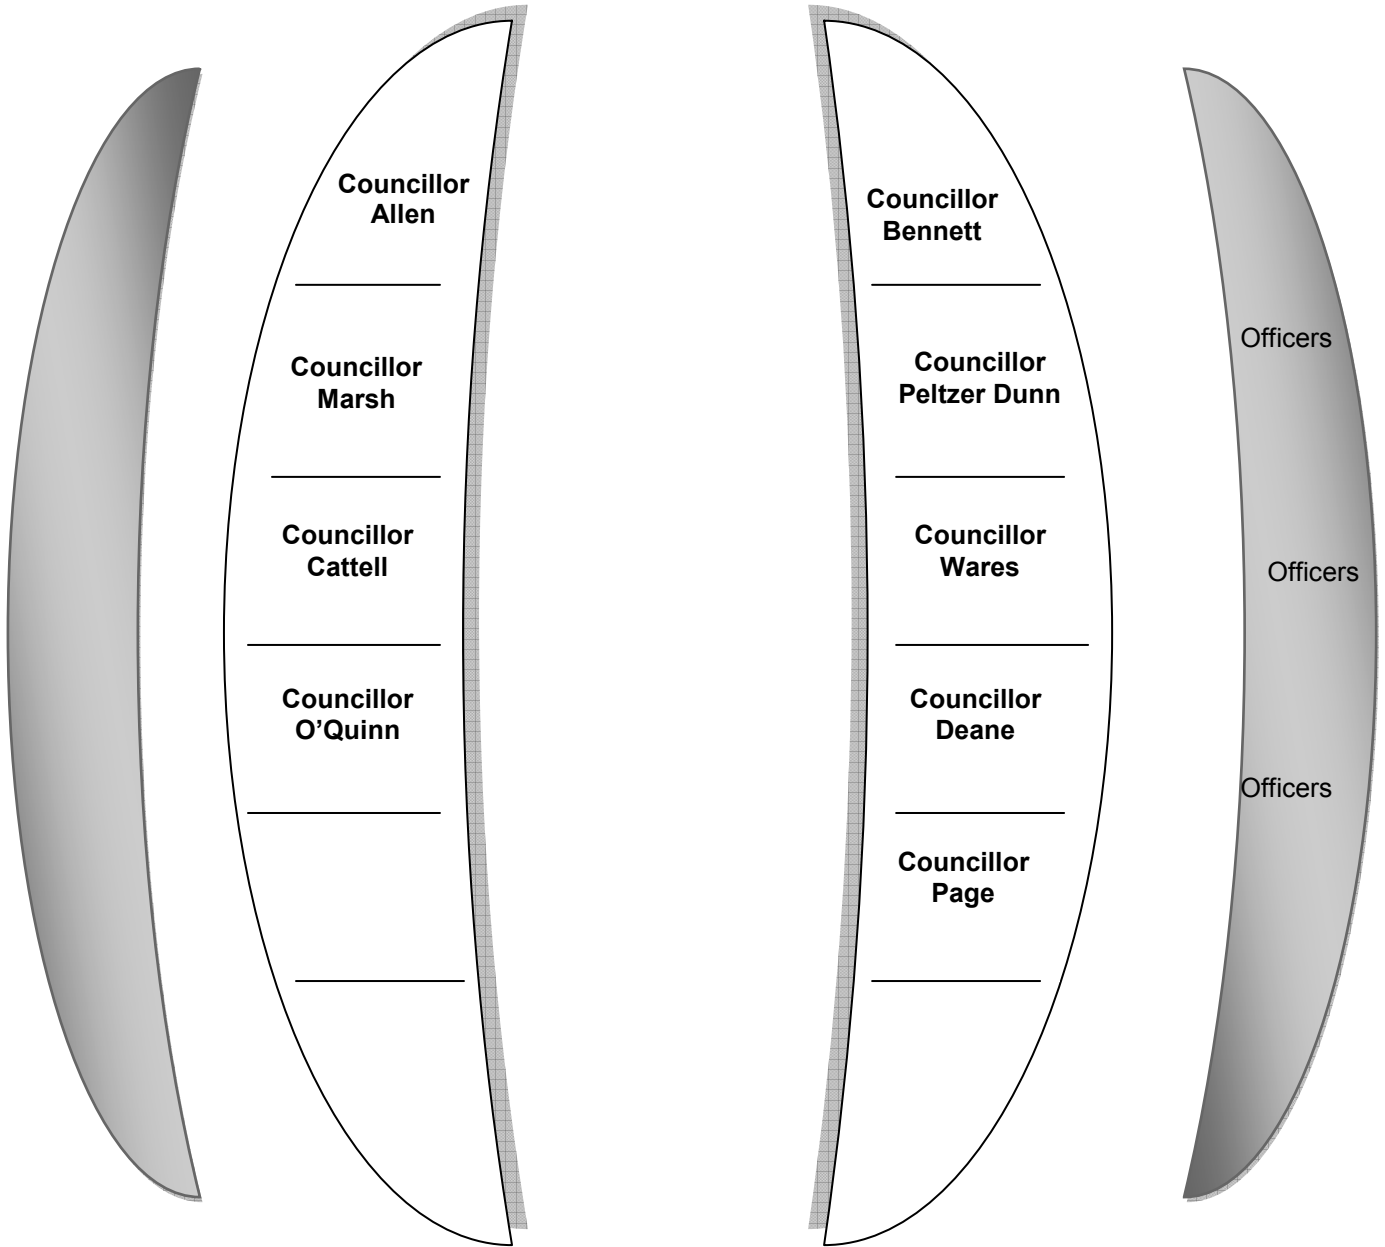 Councillor
Allen
Councillor
Marsh
Councillor
Cattell
Councillor
O’Quinn
Councillor
Bennett
Councillor
Peltzer Dunn
Councillor
Wares
Councillor
Deane
Councillor
Page
Officers
Officers
Officers